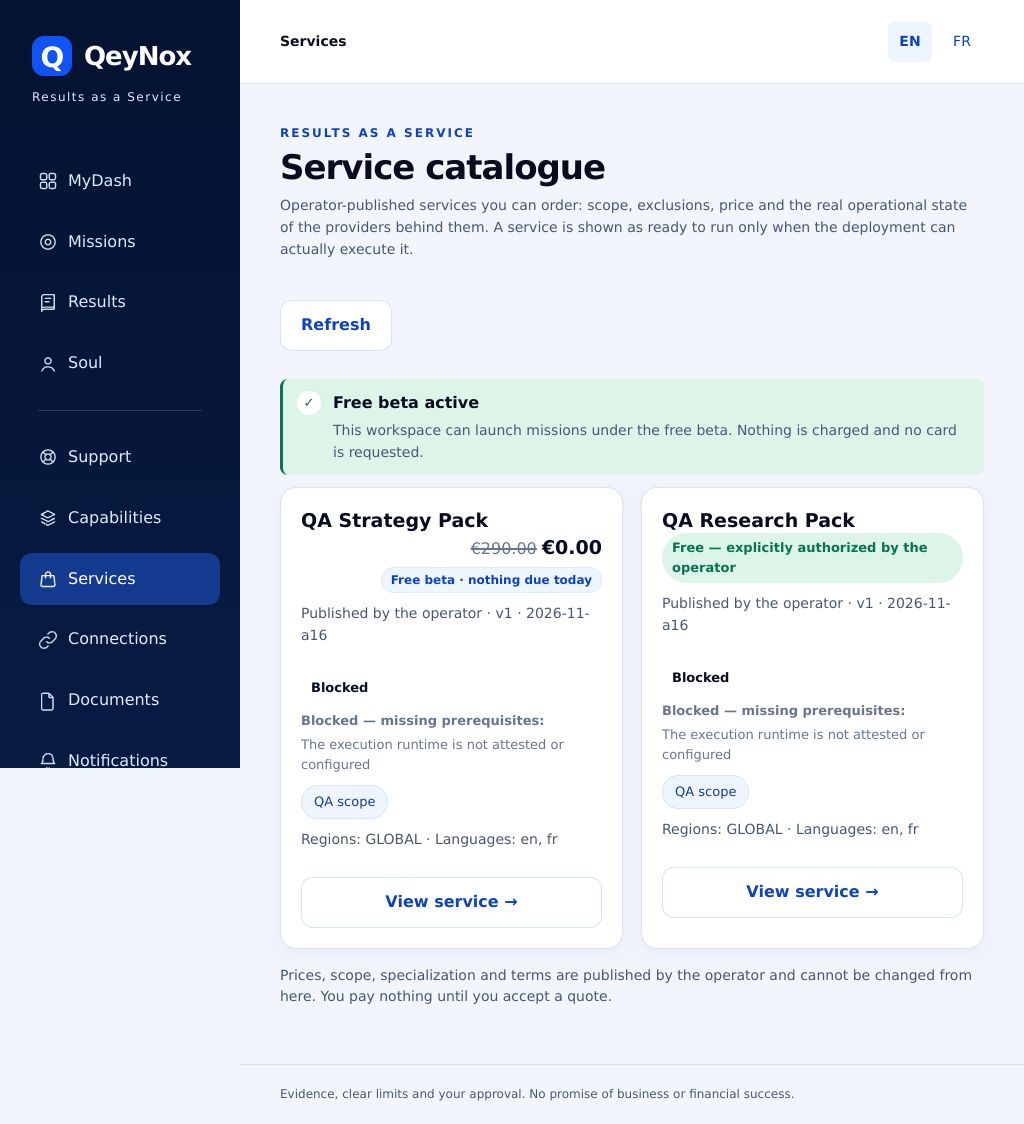 Q QeyNox
Results as a Service
MyDash
Missions
Results
Soul
Support
Capabilities
Services
Connections
Documents
Notifications
Services
EN
FR
RESULTS AS A SERVICE
Service catalogue
Operator-published services you can order: scope, exclusions, price and the real operational state
of the providers behind them. A service is shown as ready to run only when the deployment can
actually execute it.
Refresh
✓ Free beta active
This workspace can launch missions under the free beta. Nothing is charged and no card
is requested.
QA Strategy Pack
€290.00 €0.00
Free beta · nothing due today
Published by the operator · v1 · 2026-11-
a16
Blocked
Blocked — missing prerequisites:
The execution runtime is not attested or
configured
QA scope
Regions: GLOBAL · Languages: en, fr
View service →
QA Research Pack
Free — explicitly authorized by the
operator
Published by the operator · v1 · 2026-11-
a16
Blocked
Blocked — missing prerequisites:
The execution runtime is not attested or
configured
QA scope
Regions: GLOBAL · Languages: en, fr
View service →
Prices, scope, specialization and terms are published by the operator and cannot be changed from
here. You pay nothing until you accept a quote.
Evidence, clear limits and your approval. No promise of business or financial success.